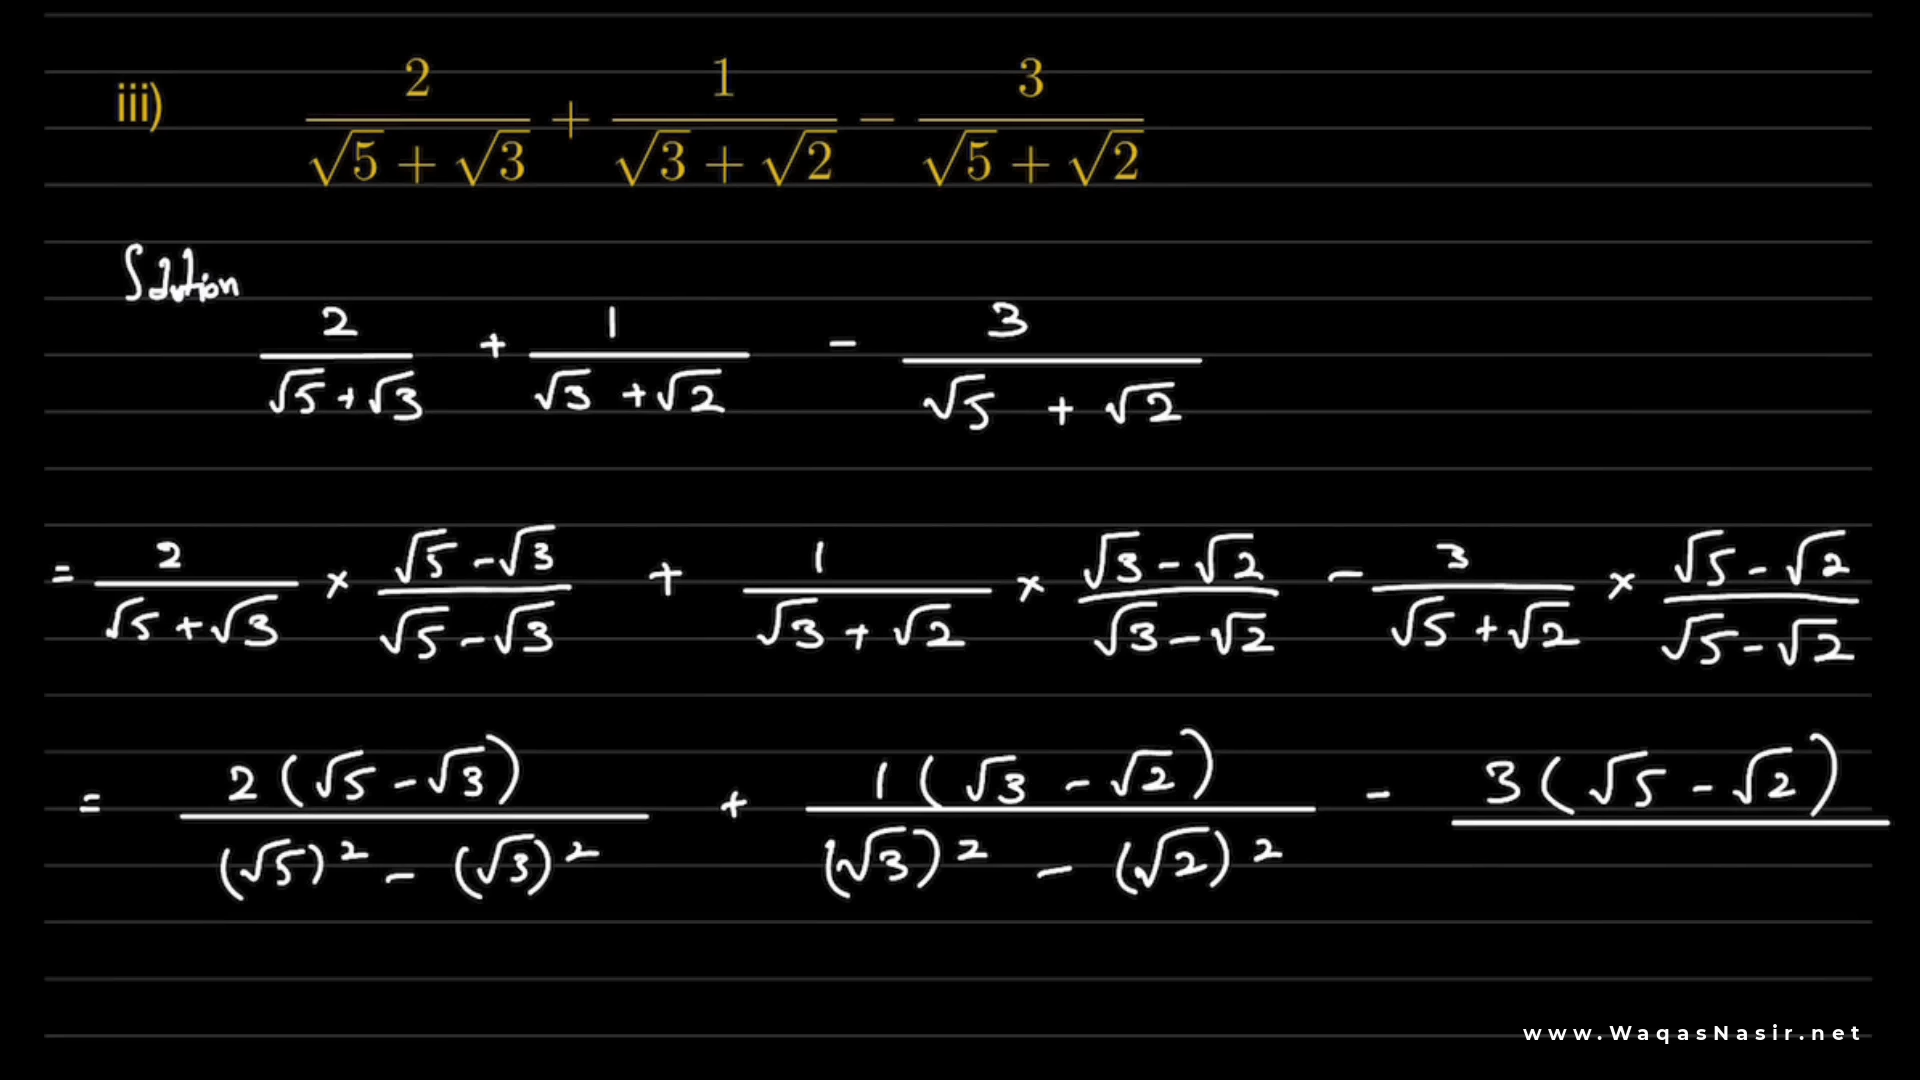 iii) 2/(√5 + √3) + 1/(√3 + √2) − 3/(√5 + √2)
Solution
2/(√5 + √3) + 1/(√3 + √2) − 3/(√5 + √2)
= 2/(√5 + √3) × (√5 − √3)/(√5 − √3) + 1/(√3 + √2) × (√3 − √2)/(√3 − √2) − 3/(√5 + √2) × (√5 − √2)/(√5 − √2)
= 2(√5 − √3)/((√5)² − (√3)²) + 1(√3 − √2)/((√3)² − (√2)²) − 3(√5 − √2)/
www.WaqasNasir.net